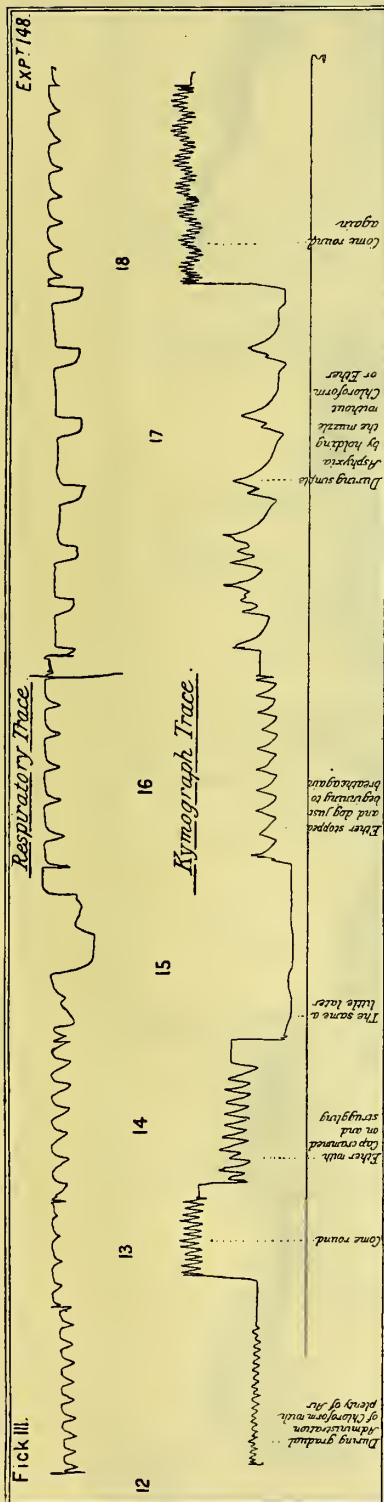 Fick III.
EXP.T 148.
Respiratory Trace.
12
13
14
15
16
17
18
Kymograph Trace.
During gradual
Administration
of Chloroform with
plenty of Air
Come round
Ether with
Cap crammed
on and
struggling
The same a
little later
Ether stopped
and dog just
beginning to
breathe again
During simple
Asphyxia
by holding
the muzzle
without
Chloroform
or Ether
Come round
again